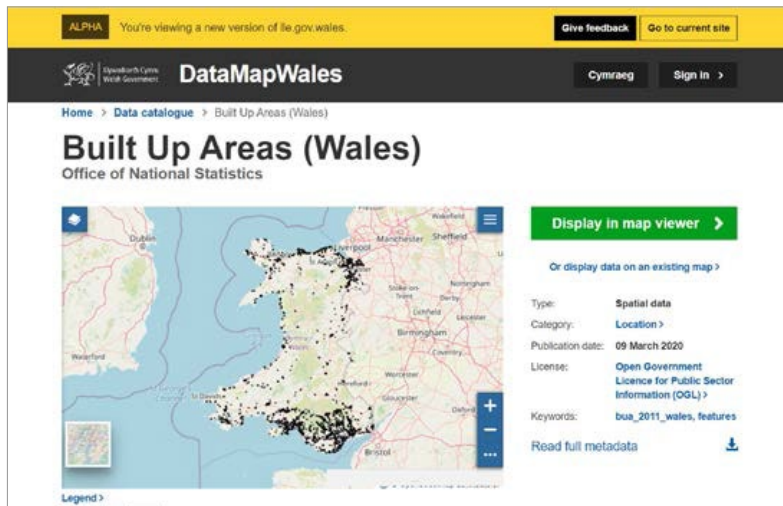 ALPHA You're viewing a new version of lle.gov.wales.
Give feedback
Go to current site
Llywodraeth Cymru
Welsh Government
DataMapWales
Cymraeg
Sign in >
Home > Data catalogue > Built Up Areas (Wales)
Built Up Areas (Wales)
Office of National Statistics
Display in map viewer >
Or display data on an existing map >
Type: Spatial data
Category: Location >
Publication date: 09 March 2020
License: Open Government
Licence for Public Sector
Information (OGL) >
Keywords: bua_2011_wales, features
Read full metadata
Wakefield
Dublin
Liverpool
Manchester
Sheffield
Stoke-on-
Trent
Nottingham
Derby
Lichfield
Leicester
Birmingham
Coventry
Waterford
Worcester
Hereford
St Davids
Gloucester
Oxford
Bristol
+
−
...
Legend >